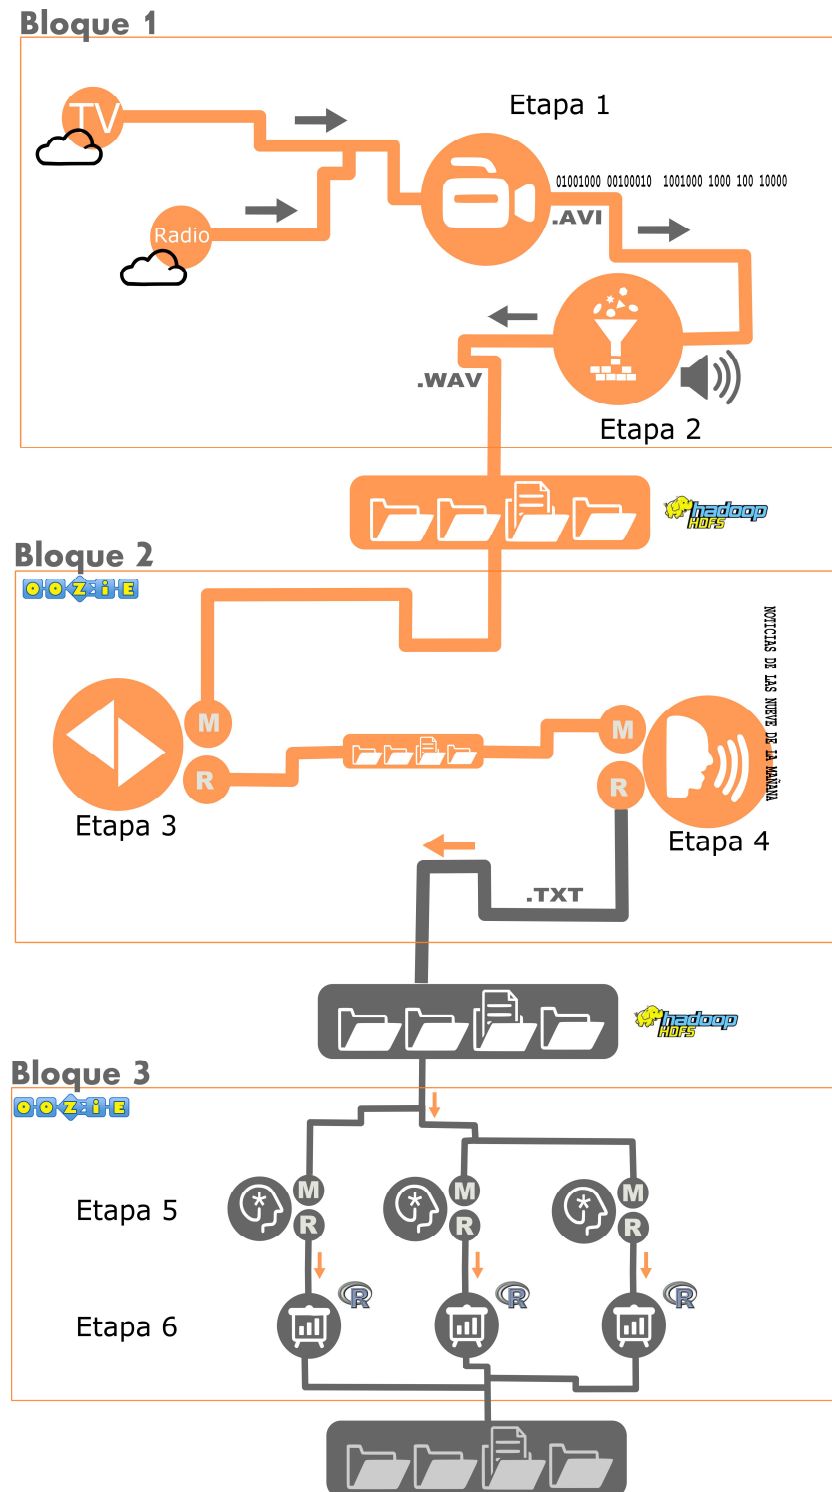 Bloque 1
TV
Etapa 1
01001000 00100010 1001000 1000 100 10000
.AVI
Radio
.WAV
Etapa 2
hadoop
HDFS
Bloque 2
OOZiE
NOTICIAS DE LAS NUEVE DE LA MAÑANA
M
M
R
R
Etapa 3
Etapa 4
.TXT
hadoop
HDFS
Bloque 3
OOZiE
Etapa 5
M
M
M
R
R
R
R
R
R
Etapa 6